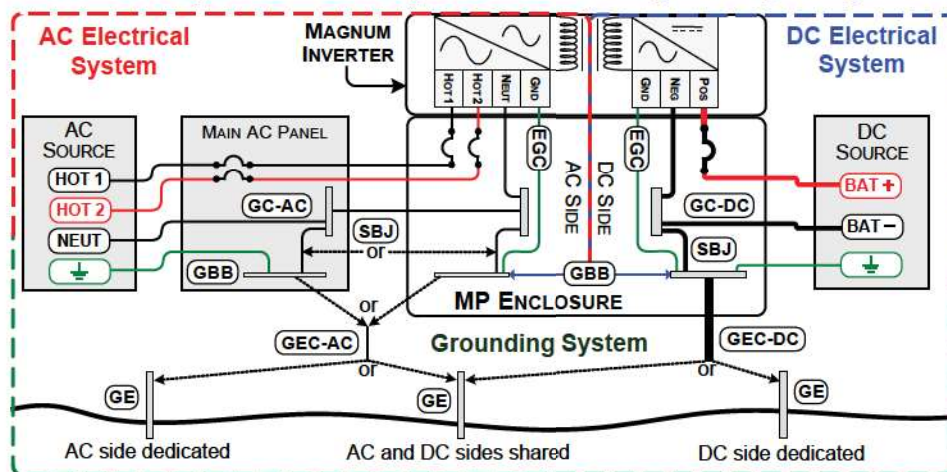 AC Electrical
System
MAGNUM
INVERTER
DC Electrical
System
HOT 1
HOT 2
NEUT
GND
GND
NEG
POS
AC
SOURCE
MAIN AC PANEL
DC
SOURCE
EGC
AC SIDE
DC SIDE
EGC
HOT 1
HOT 2
NEUT
GC-AC
SBJ
or
GBB
GC-DC
SBJ
BAT +
BAT –
GBB
MP ENCLOSURE
or
GEC-AC
or
Grounding System
GEC-DC
or
GE
GE
GE
AC side dedicated
AC and DC sides shared
DC side dedicated